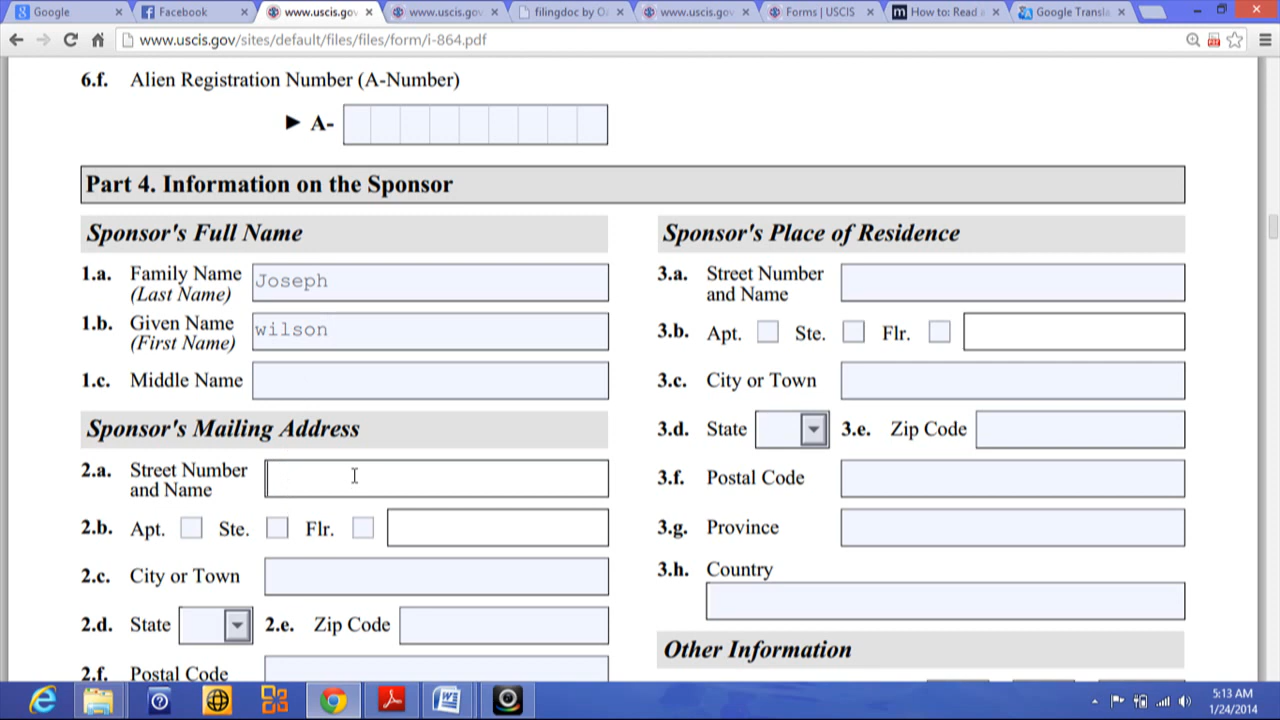 Google
Facebook
www.uscis.gov
www.uscis.gov
filingdoc by Oa
www.uscis.gov
Forms | USCIS
How to: Read a
Google Transla
www.uscis.gov/sites/default/files/files/form/i-864.pdf
6.f. Alien Registration Number (A-Number)
► A-
Part 4. Information on the Sponsor
Sponsor's Full Name
1.a. Family Name
(Last Name)
Joseph
1.b. Given Name
(First Name)
wilson
1.c. Middle Name
Sponsor's Mailing Address
2.a. Street Number
and Name
2.b. Apt. Ste. Flr.
2.c. City or Town
2.d. State 2.e. Zip Code
2.f. Postal Code
Sponsor's Place of Residence
3.a. Street Number
and Name
3.b. Apt. Ste. Flr.
3.c. City or Town
3.d. State 3.e. Zip Code
3.f. Postal Code
3.g. Province
3.h. Country
Other Information
5:13 AM
1/24/2014